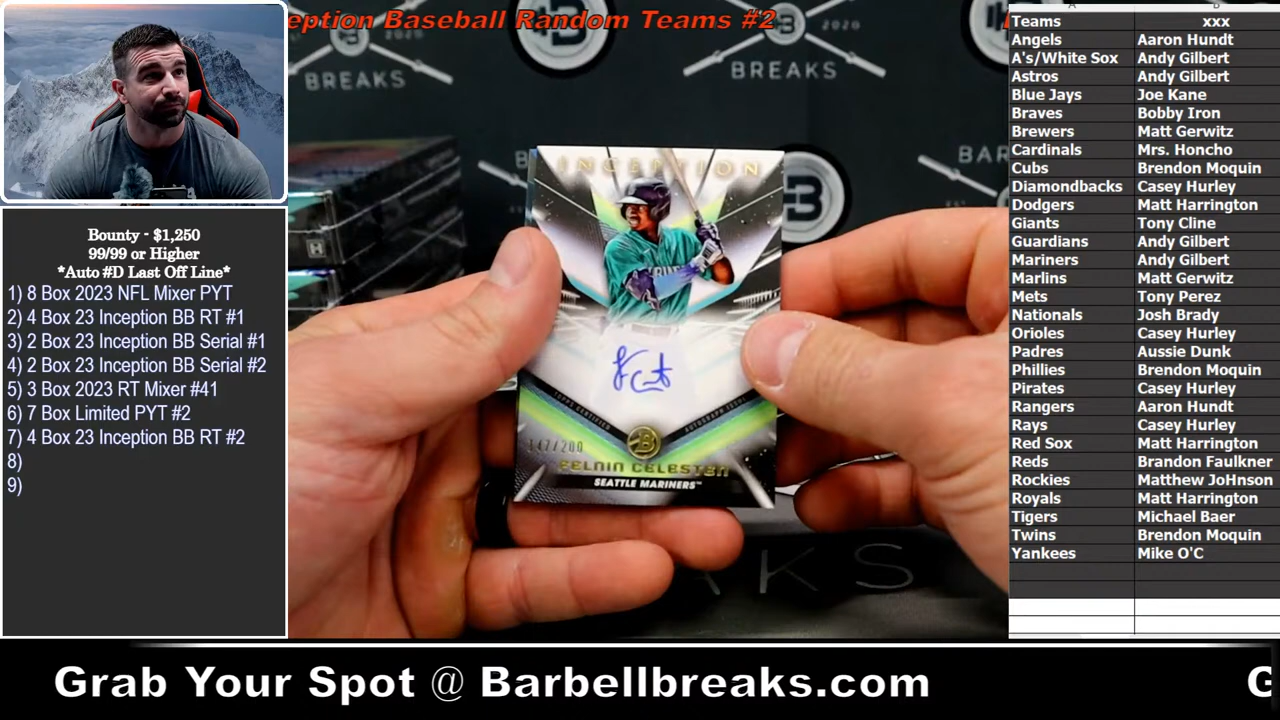 eption Baseball Random Teams #2
BREAKS
2020
BREAKS
BAR
INCEPTION
TOPPS CERTIFIED
AUTOGRAPH ISSUE
147/200
FELNIN CELESTEN
SEATTLE MARINERS™
Bounty - $1,250
99/99 or Higher
*Auto #D Last Off Line*
1) 8 Box 2023 NFL Mixer PYT
2) 4 Box 23 Inception BB RT #1
3) 2 Box 23 Inception BB Serial #1
4) 2 Box 23 Inception BB Serial #2
5) 3 Box 2023 RT Mixer #41
6) 7 Box Limited PYT #2
7) 4 Box 23 Inception BB RT #2
8)
9)
Teams xxx
Angels Aaron Hundt
A's/White Sox Andy Gilbert
Astros Andy Gilbert
Blue Jays Joe Kane
Braves Bobby Iron
Brewers Matt Gerwitz
Cardinals Mrs. Honcho
Cubs Brendon Moquin
Diamondbacks Casey Hurley
Dodgers Matt Harrington
Giants Tony Cline
Guardians Andy Gilbert
Mariners Andy Gilbert
Marlins Matt Gerwitz
Mets Tony Perez
Nationals Josh Brady
Orioles Casey Hurley
Padres Aussie Dunk
Phillies Brendon Moquin
Pirates Casey Hurley
Rangers Aaron Hundt
Rays Casey Hurley
Red Sox Matt Harrington
Reds Brandon Faulkner
Rockies Matthew JoHnson
Royals Matt Harrington
Tigers Michael Baer
Twins Brendon Moquin
Yankees Mike O'C
Grab Your Spot @ Barbellbreaks.com
G